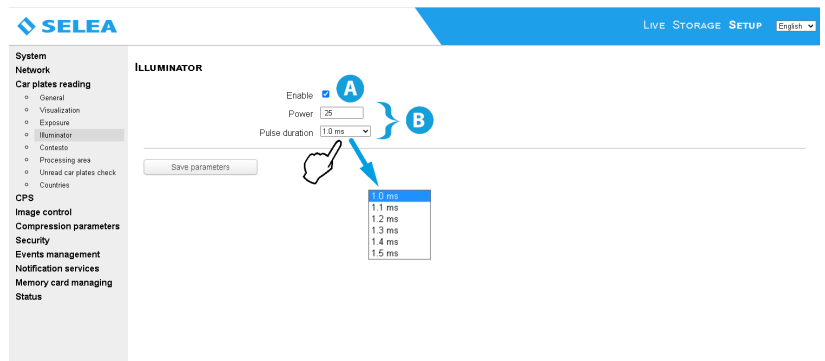 SELEA
Live Storage Setup English
System
Network
Car plates reading
General
Visualization
Exposure
Illuminator
Contesto
Processing area
Unread car plates check
Countries
CPS
Image control
Compression parameters
Security
Events management
Notification services
Memory card managing
Status
Illuminator
Enable A
Power 25
B
Pulse duration 1.0 ms
Save parameters
1.0 ms
1.1 ms
1.2 ms
1.3 ms
1.4 ms
1.5 ms